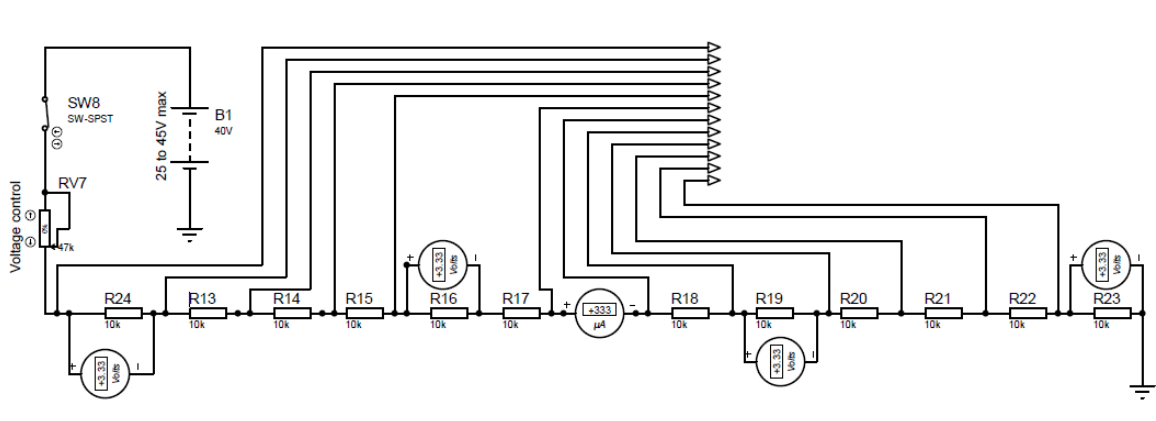 SW8
SW-SPST
25 to 45V max
B1
40V
RV7
Voltage control
0%
47k
+
+3.33
Volts
−
+
+3.33
Volts
−
R24
R13
R14
R15
R16
R17
+
+333
µA
−
R18
R19
R20
R21
R22
R23
10k
10k
10k
10k
10k
10k
10k
10k
10k
10k
10k
10k
+
+3.33
Volts
−
+
+3.33
Volts
−